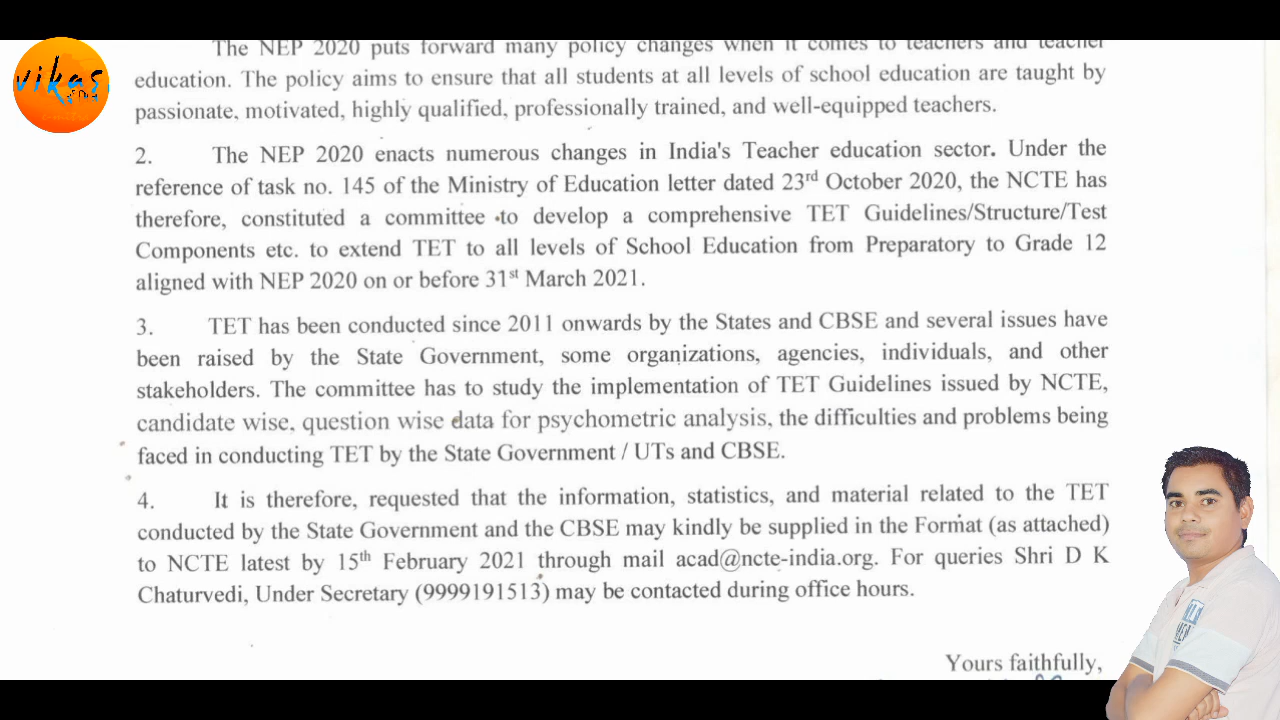 vikas
The NEP 2020 puts forward many policy changes when it comes to teachers and teacher
education. The policy aims to ensure that all students at all levels of school education are taught by
passionate, motivated, highly qualified, professionally trained, and well-equipped teachers.
2. The NEP 2020 enacts numerous changes in India's Teacher education sector. Under the
reference of task no. 145 of the Ministry of Education letter dated 23rd October 2020, the NCTE has
therefore, constituted a committee to develop a comprehensive TET Guidelines/Structure/Test
Components etc. to extend TET to all levels of School Education from Preparatory to Grade 12
aligned with NEP 2020 on or before 31st March 2021.
3. TET has been conducted since 2011 onwards by the States and CBSE and several issues have
been raised by the State Government, some organizations, agencies, individuals, and other
stakeholders. The committee has to study the implementation of TET Guidelines issued by NCTE,
candidate wise, question wise data for psychometric analysis, the difficulties and problems being
faced in conducting TET by the State Government / UTs and CBSE.
4. It is therefore, requested that the information, statistics, and material related to the TET
conducted by the State Government and the CBSE may kindly be supplied in the Format (as attached)
to NCTE latest by 15th February 2021 through mail acad@ncte-india.org. For queries Shri D K
Chaturvedi, Under Secretary (9999191513) may be contacted during office hours.
Yours faithfully,